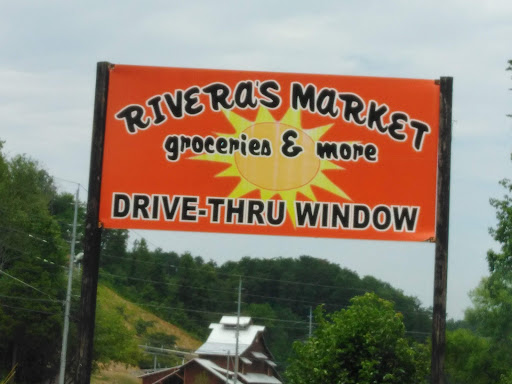 RIVERA'S MARKET
groceries & more
DRIVE-THRU WINDOW